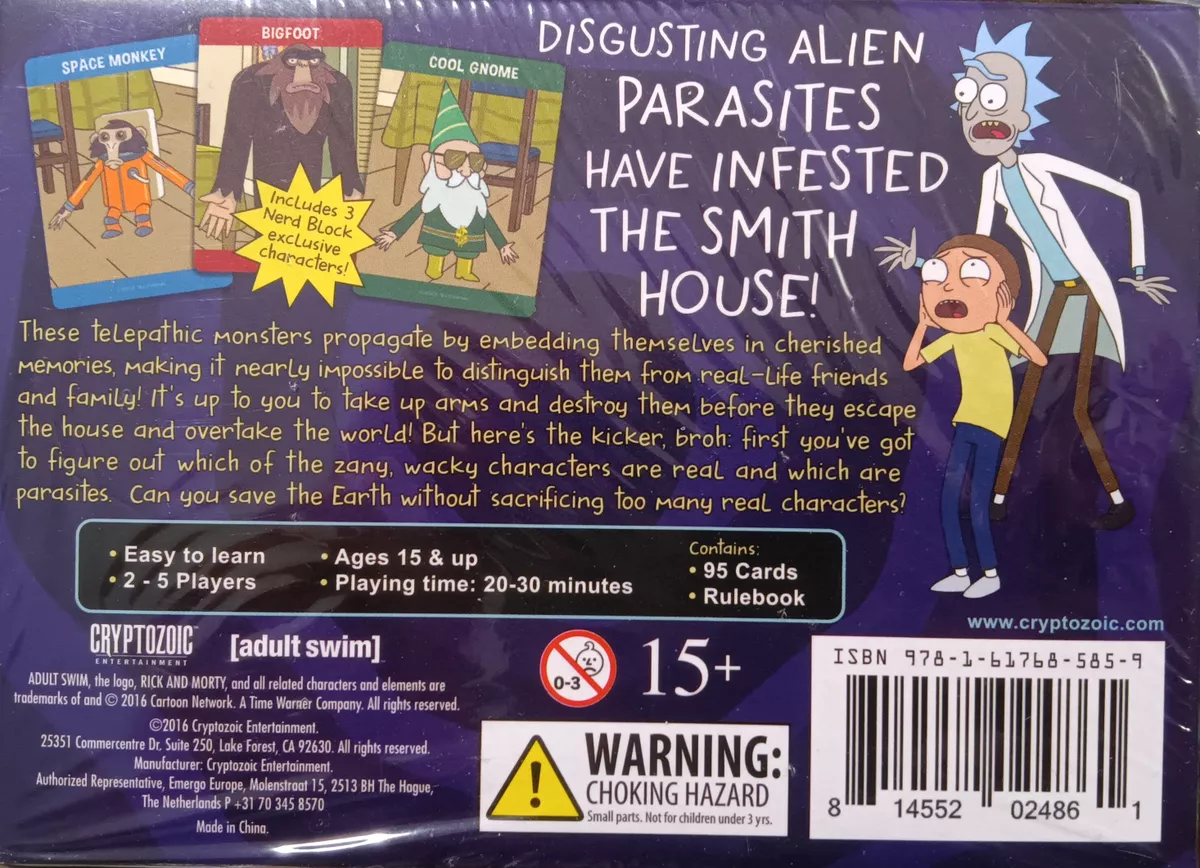 SPACE MONKEY
BIGFOOT
COOL GNOME
Includes 3
Nerd Block
exclusive
characters!
DISGUSTING ALIEN
PARASITES
HAVE INFESTED
THE SMITH
HOUSE!
These telepathic monsters propagate by embedding themselves in cherished
memories, making it nearly impossible to distinguish them from real-life friends
and family! It's up to you to take up arms and destroy them before they escape
the house and overtake the world! But here's the kicker, broh: first you've got
to figure out which of the zany, wacky characters are real and which are
parasites. Can you save the Earth without sacrificing too many real characters?
• Easy to learn
• 2 - 5 Players
• Ages 15 & up
• Playing time: 20-30 minutes
Contains:
• 95 Cards
• Rulebook
www.cryptozoic.com
CRYPTOZOIC
ENTERTAINMENT
[adult swim]
ADULT SWIM, the logo, RICK AND MORTY, and all related characters and elements are
trademarks of and © 2016 Cartoon Network. A Time Warner Company. All rights reserved.
©2016 Cryptozoic Entertainment.
25351 Commercentre Dr. Suite 250, Lake Forest, CA 92630. All rights reserved.
Manufacturer: Cryptozoic Entertainment.
Authorized Representative, Emergo Europe, Molenstraat 15, 2513 BH The Hague,
The Netherlands P +31 70 345 8570
Made in China.
0-3
15+
WARNING:
CHOKING HAZARD
Small parts. Not for children under 3 yrs.
ISBN 978-1-61768-585-9
8 14552 02486 1